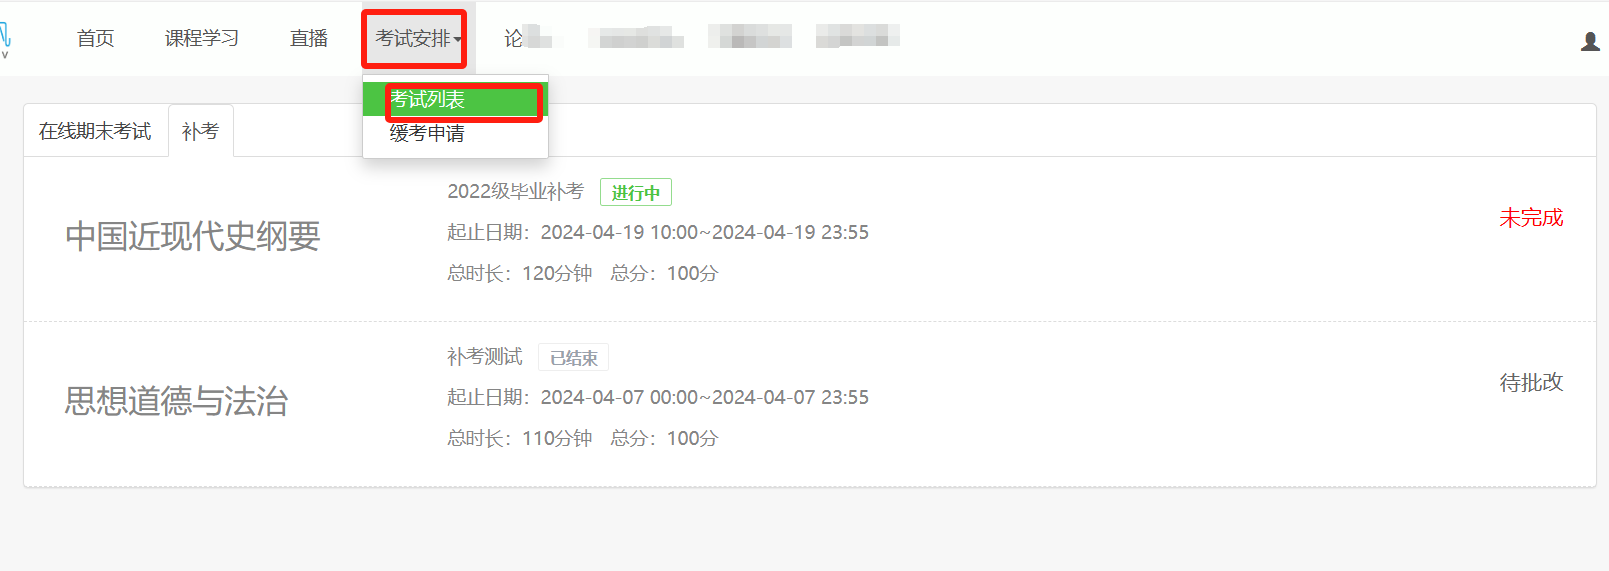 首页 课程学习 直播 考试安排 论
考试列表
缓考申请
在线期末考试 补考
中国近现代史纲要
2022级毕业补考 进行中
起止日期：2024-04-19 10:00~2024-04-19 23:55
总时长：120分钟 总分：100分
未完成
思想道德与法治
补考测试 已结束
起止日期：2024-04-07 00:00~2024-04-07 23:55
总时长：110分钟 总分：100分
待批改